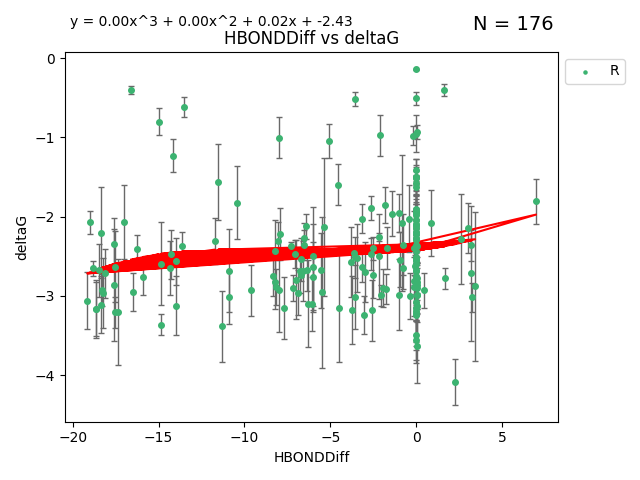 y = 0.00x^3 + 0.00x^2 + 0.02x + -2.43
N = 176
HBONDDiff vs deltaG
R
deltaG
0
−1
−2
−3
−4
−20
−15
−10
−5
0
5
HBONDDiff